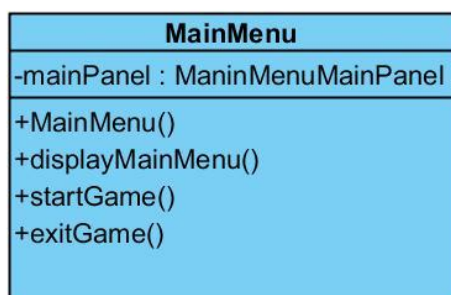 MainMenu
-mainPanel : ManinMenuMainPanel
+MainMenu()
+displayMainMenu()
+startGame()
+exitGame()